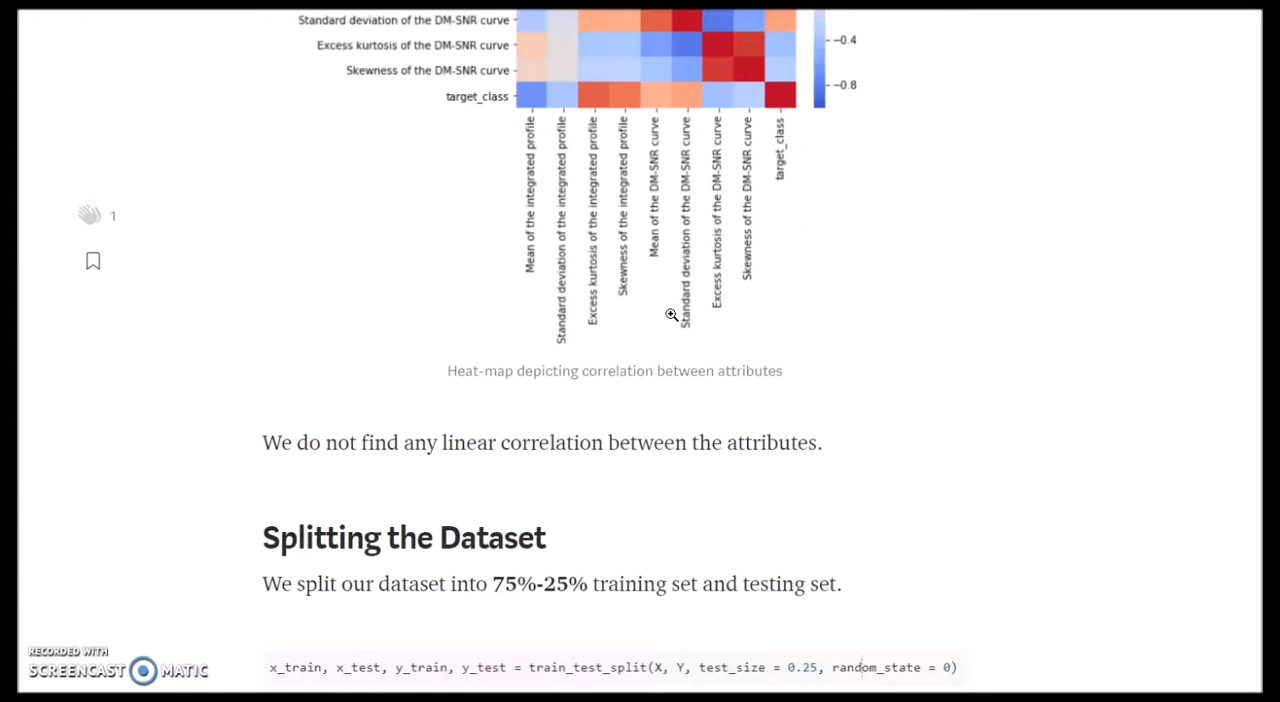 Standard deviation of the DM-SNR curve
Excess kurtosis of the DM-SNR curve
−0.4
Skewness of the DM-SNR curve
−0.8
target_class
Mean of the integrated profile
Standard deviation of the integrated profile
Excess kurtosis of the integrated profile
Skewness of the integrated profile
Mean of the DM-SNR curve
Standard deviation of the DM-SNR curve
Excess kurtosis of the DM-SNR curve
Skewness of the DM-SNR curve
target_class
1
Heat-map depicting correlation between attributes
We do not find any linear correlation between the attributes.
Splitting the Dataset
We split our dataset into 75%-25% training set and testing set.
x_train, x_test, y_train, y_test = train_test_split(X, Y, test_size = 0.25, random_state = 0)
RECORDED WITH
SCREENCAST MATIC